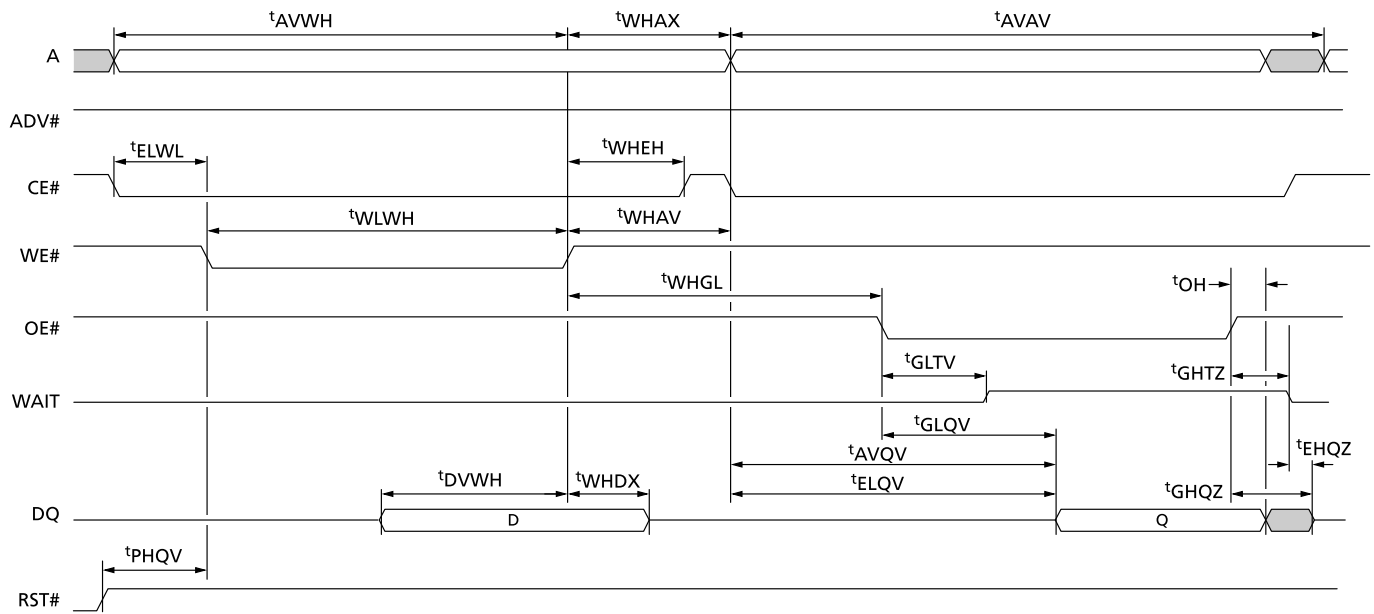 tAVWH tWHAX tAVAV
A
ADV#
tELWL tWHEH
CE#
tWLWH tWHAV
WE#
tWHGL tOH
OE#
tGLTV tGHTZ
WAIT
tGLQV
tAVQV tEHQZ
tDVWH tWHDX tELQV tGHQZ
DQ D Q
tPHQV
RST#